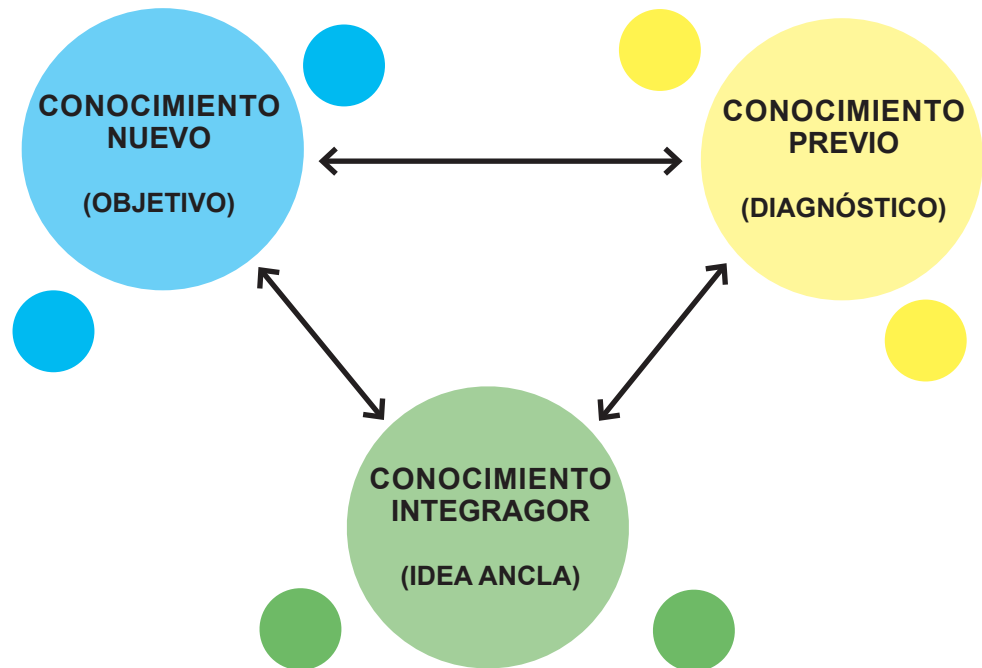 CONOCIMIENTO
NUEVO
(OBJETIVO)
CONOCIMIENTO
PREVIO
(DIAGNÓSTICO)
CONOCIMIENTO
INTEGRAGOR
(IDEA ANCLA)